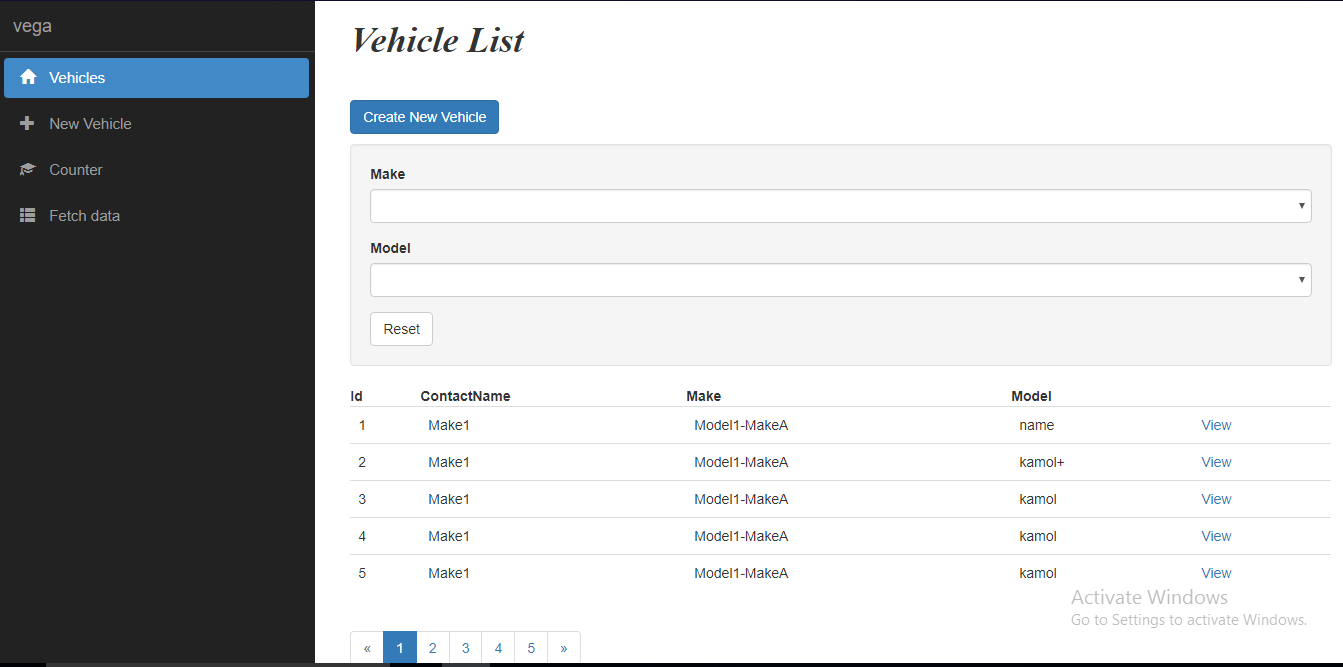 vega
Vehicles
New Vehicle
Counter
Fetch data
Vehicle List
Create New Vehicle
Make
Model
Reset
Id ContactName Make Model
1 Make1 Model1-MakeA name View
2 Make1 Model1-MakeA kamol+ View
3 Make1 Model1-MakeA kamol View
4 Make1 Model1-MakeA kamol View
5 Make1 Model1-MakeA kamol View
Activate Windows
Go to Settings to activate Windows.
« 1 2 3 4 5 »